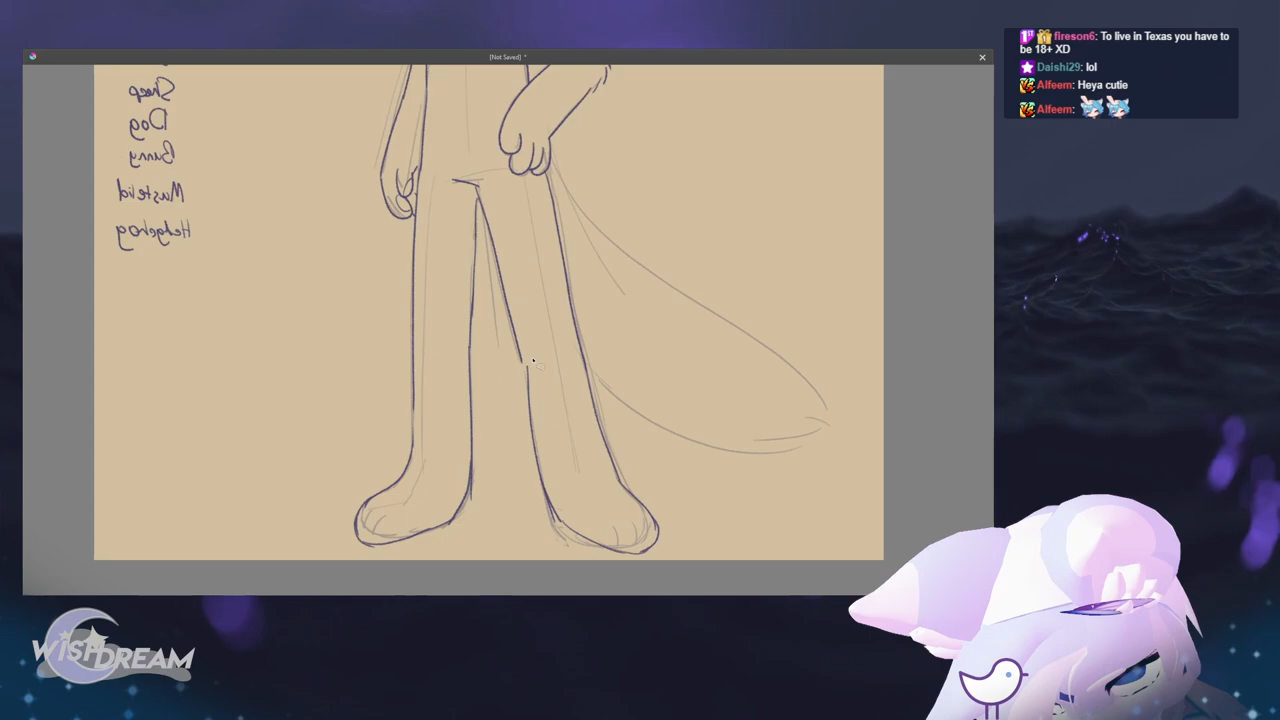 [Not Saved] *
Sheep
Dog
Bunny
Mustelid
Hedgehog
fireson6: To live in Texas you have to
be 18+ XD
Daishi29: lol
Alfeem: Heya cutie
Alfeem:
WISHDREAM